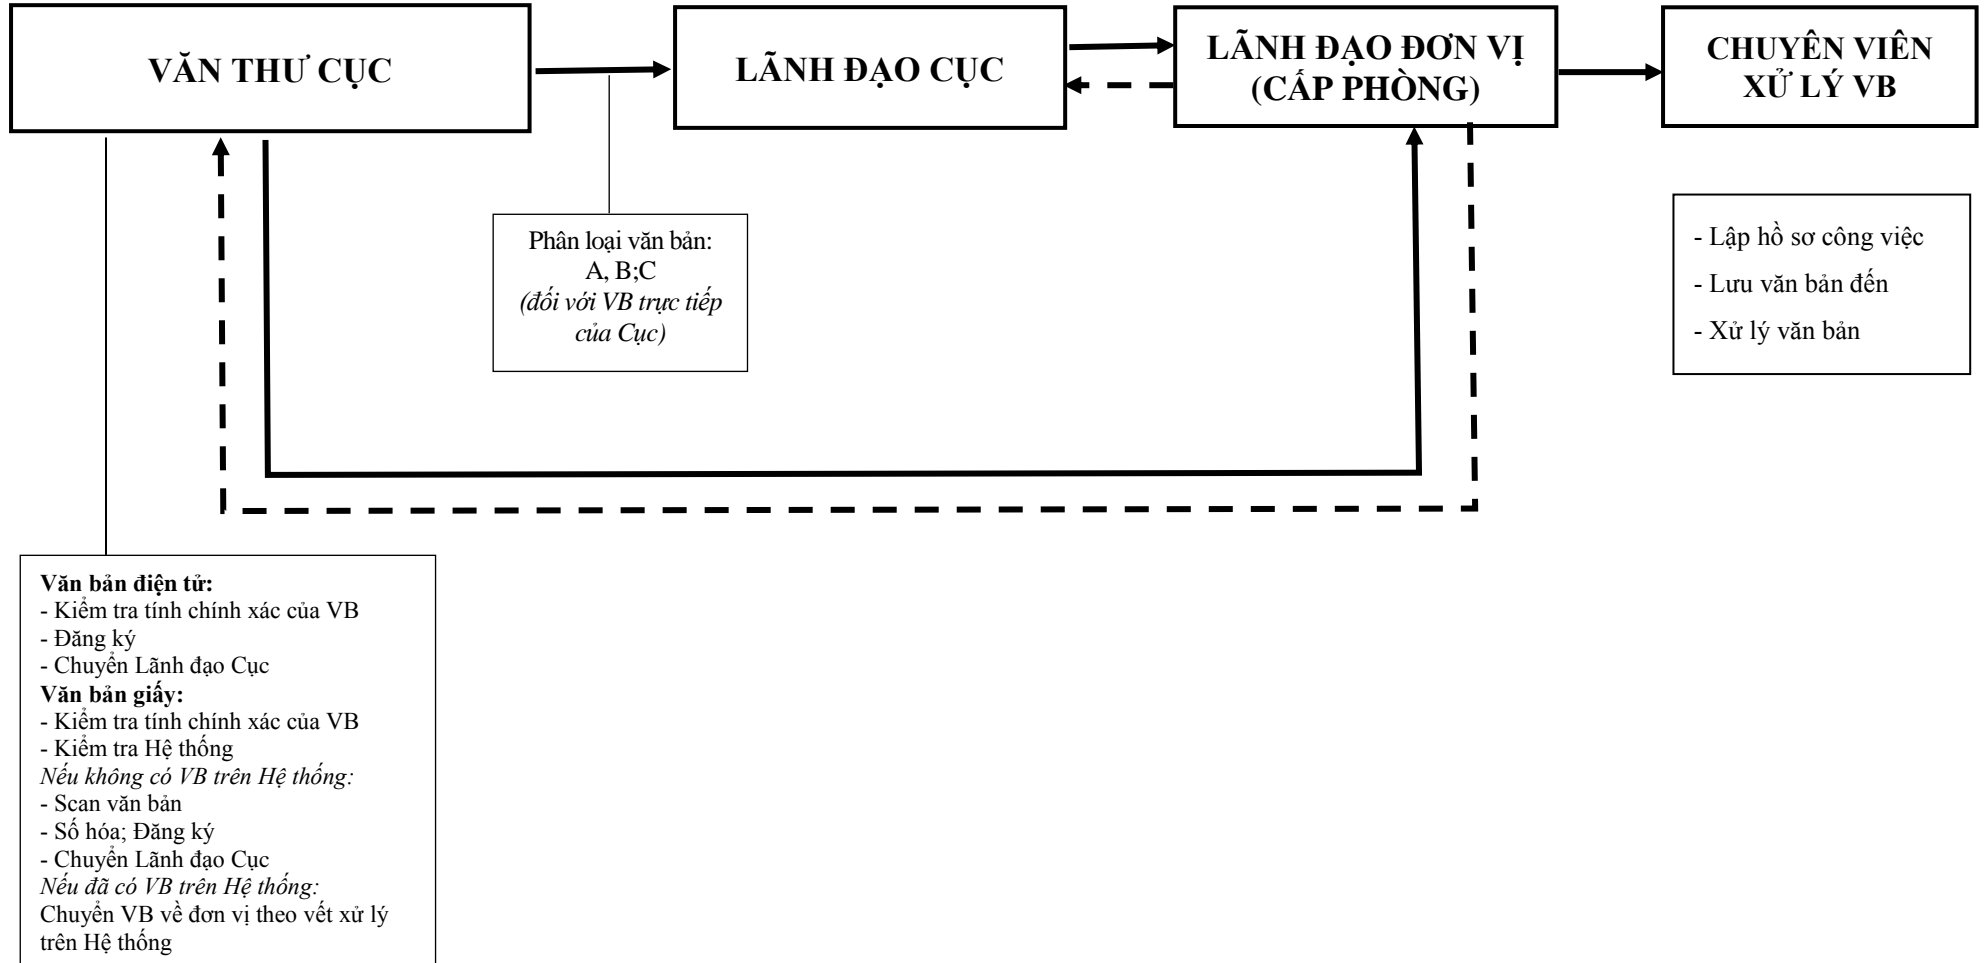 VĂN THƯ CỤC
LÃNH ĐẠO CỤC
LÃNH ĐẠO ĐƠN VỊ
(CẤP PHÒNG)
CHUYÊN VIÊN
XỬ LÝ VB
Phân loại văn bản:
A, B;C
(đối với VB trực tiếp
của Cục)
- Lập hồ sơ công việc
- Lưu văn bản đến
- Xử lý văn bản
Văn bản điện tử:
- Kiểm tra tính chính xác của VB
- Đăng ký
- Chuyển Lãnh đạo Cục
Văn bản giấy:
- Kiểm tra tính chính xác của VB
- Kiểm tra Hệ thống
Nếu không có VB trên Hệ thống:
- Scan văn bản
- Số hóa; Đăng ký
- Chuyển Lãnh đạo Cục
Nếu đã có VB trên Hệ thống:
Chuyển VB về đơn vị theo vết xử lý
trên Hệ thống